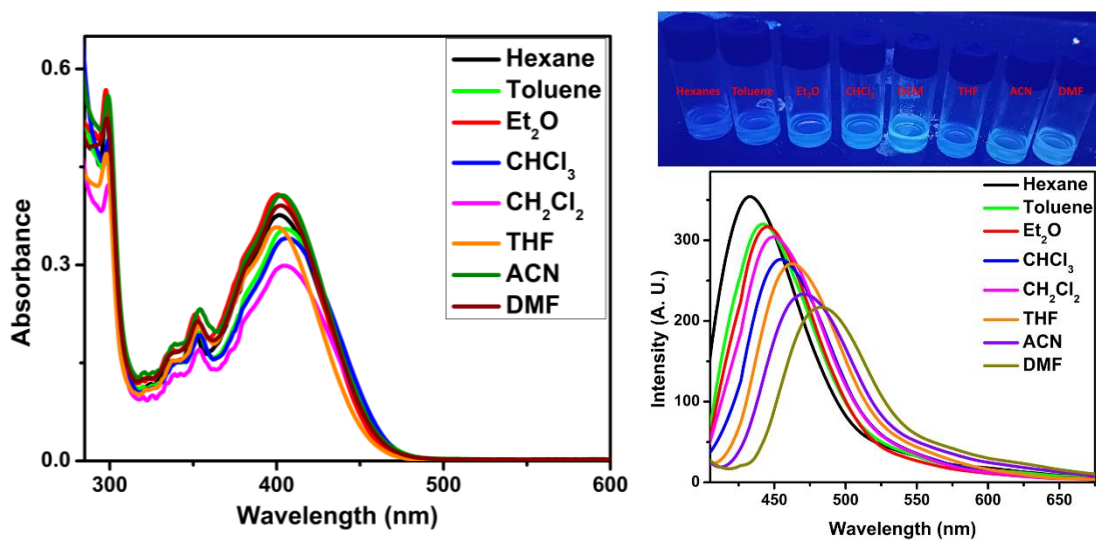 Absorbance
0.6
0.3
0.0
300
400
500
600
Wavelength (nm)
Hexane
Toluene
Et₂O
CHCl₃
CH₂Cl₂
THF
ACN
DMF
Hexanes Toluene Et₂O CHCl₃ DCM THF ACN DMF
Intensity (A. U.)
300
200
100
0
450
500
550
600
650
Wavelength (nm)
Hexane
Toluene
Et₂O
CHCl₃
CH₂Cl₂
THF
ACN
DMF